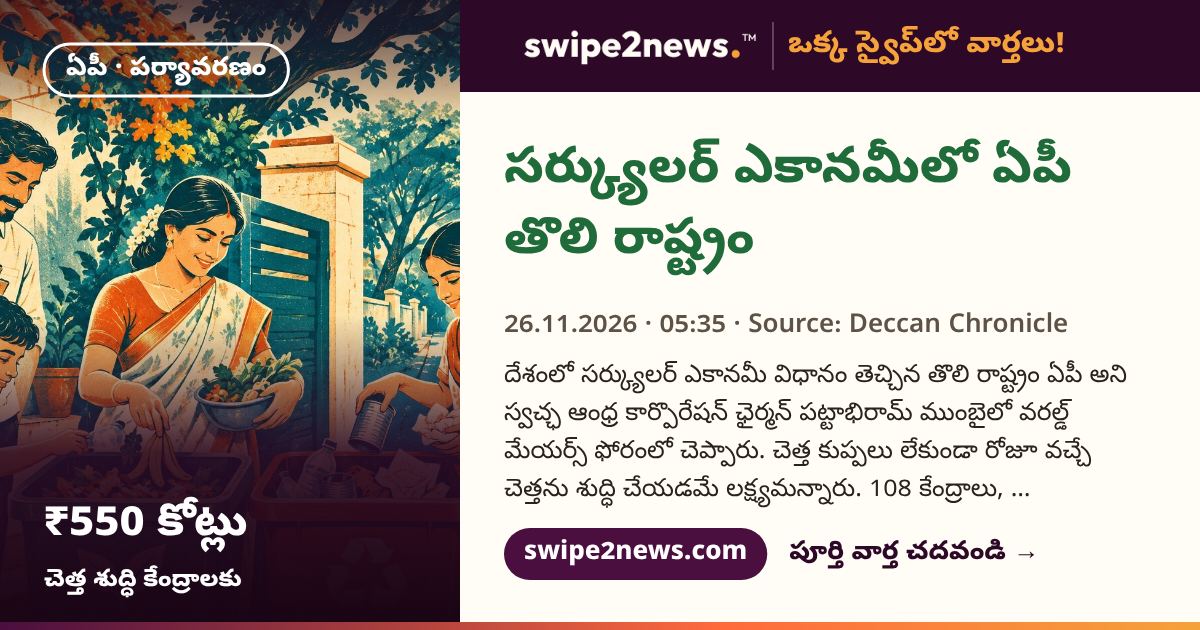 ఏపీ · పర్యావరణం
₹550 కోట్లు
చెత్త శుద్ధి కేంద్రాలకు
swipe2news.™ ఒక్క స్వైప్‌లో వార్తలు!
సర్క్యులర్ ఎకానమీలో ఏపీ
తొలి రాష్ట్రం
26.11.2026 · 05:35 · Source: Deccan Chronicle
దేశంలో సర్క్యులర్ ఎకానమీ విధానం తెచ్చిన తొలి రాష్ట్రం ఏపీ అని
స్వచ్ఛ ఆంధ్ర కార్పొరేషన్ ఛైర్మన్ పట్టాభిరామ్ ముంబైలో వరల్డ్
మేయర్స్ ఫోరంలో చెప్పారు. చెత్త కుప్పలు లేకుండా రోజూ వచ్చే
చెత్తను శుద్ధి చేయడమే లక్ష్యమన్నారు. 108 కేంద్రాలు, ...
swipe2news.com పూర్తి వార్త చదవండి →